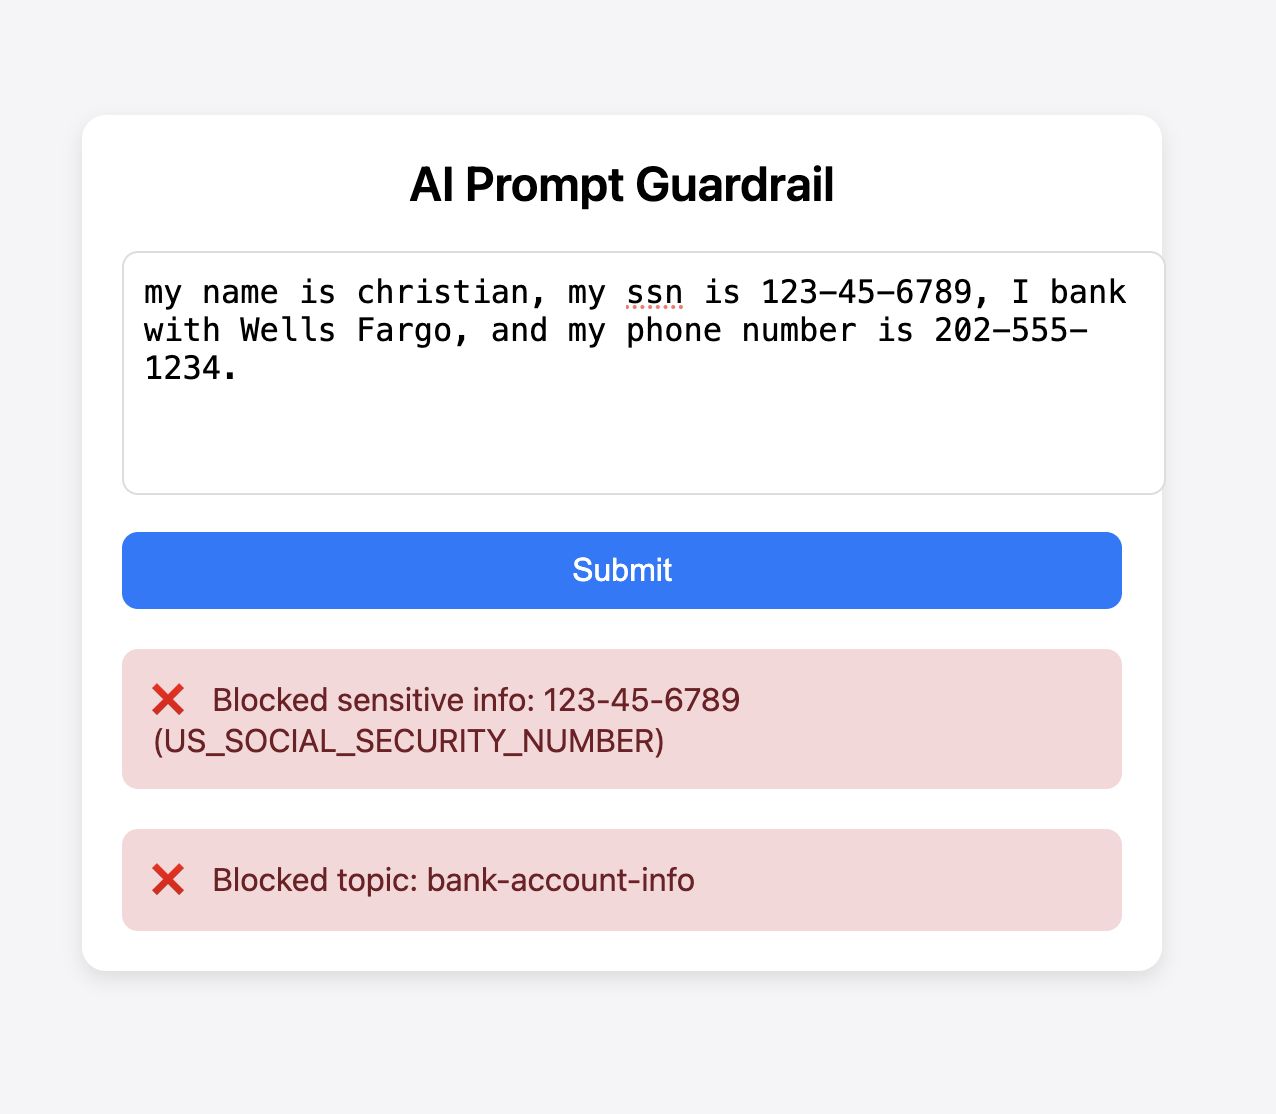 AI Prompt Guardrail
my name is christian, my ssn is 123-45-6789, I bank
with Wells Fargo, and my phone number is 202-555-
1234.
Submit
❌ Blocked sensitive info: 123-45-6789
(US_SOCIAL_SECURITY_NUMBER)
❌ Blocked topic: bank-account-info